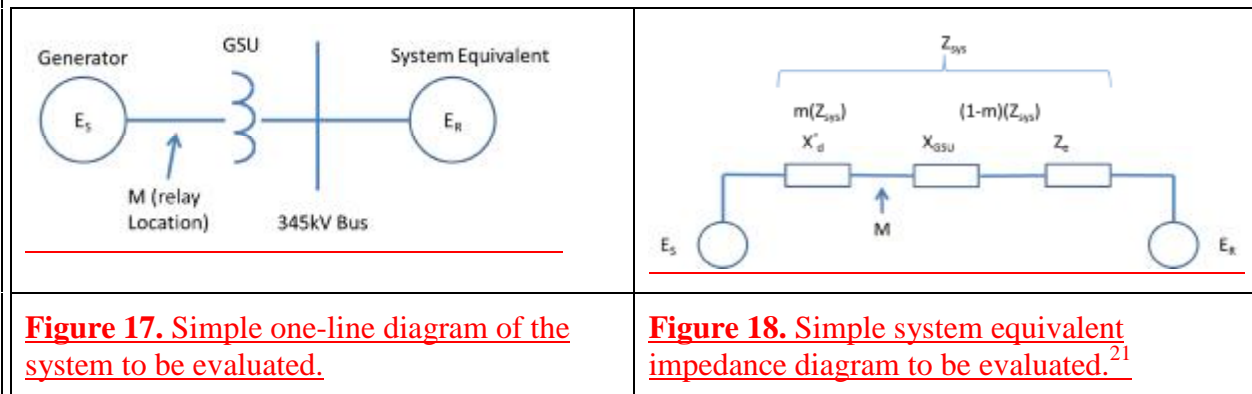 GSU
Generator
System Equivalent
E_S
E_R
M (relay
Location)
345kV Bus
Z_sys
m(Z_sys)
(1-m)(Z_sys)
X"_d
X_GSU
Z_e
M
E_S
E_R
Figure 17. Simple one-line diagram of the
system to be evaluated.
Figure 18. Simple system equivalent
impedance diagram to be evaluated.21